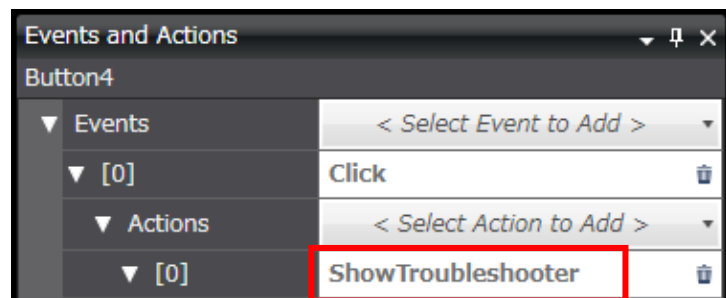 Events and Actions
Button4
Events < Select Event to Add >
[0] Click
Actions < Select Action to Add >
[0] ShowTroubleshooter